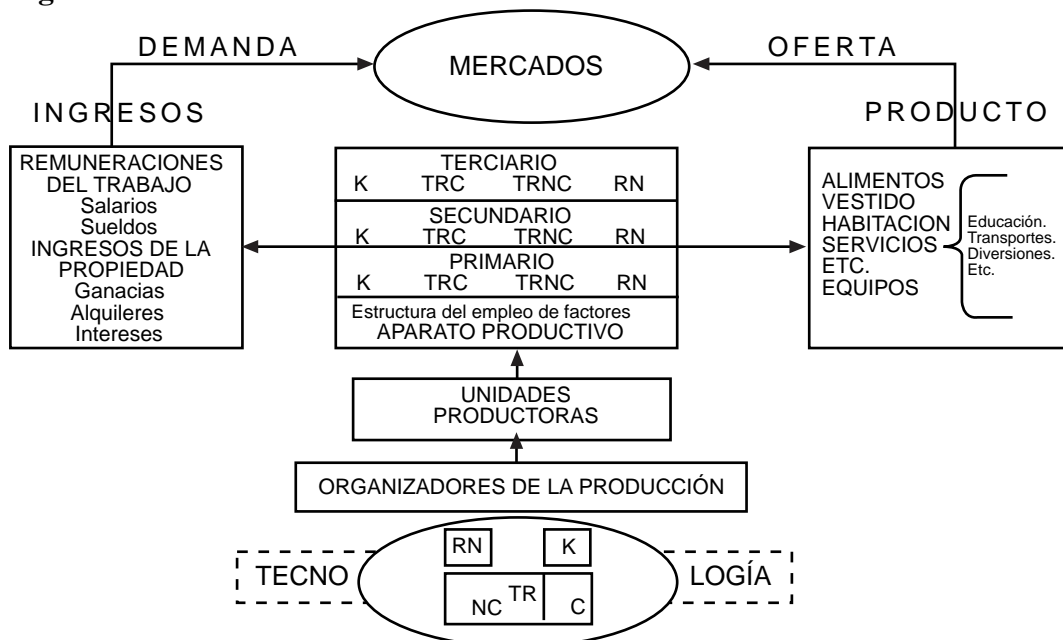 DEMANDA
OFERTA
MERCADOS
INGRESOS
PRODUCTO
REMUNERACIONES
DEL TRABAJO
Salarios
Sueldos
INGRESOS DE LA
PROPIEDAD
Ganacias
Alquileres
Intereses
TERCIARIO
K TRC TRNC RN
SECUNDARIO
K TRC TRNC RN
PRIMARIO
K TRC TRNC RN
Estructura del empleo de factores
APARATO PRODUCTIVO
ALIMENTOS
VESTIDO
HABITACION
SERVICIOS
ETC.
EQUIPOS
Educación.
Transportes.
Diversiones.
Etc.
UNIDADES
PRODUCTORAS
ORGANIZADORES DE LA PRODUCCIÓN
RN K
TECNO LOGÍA
NC TR C